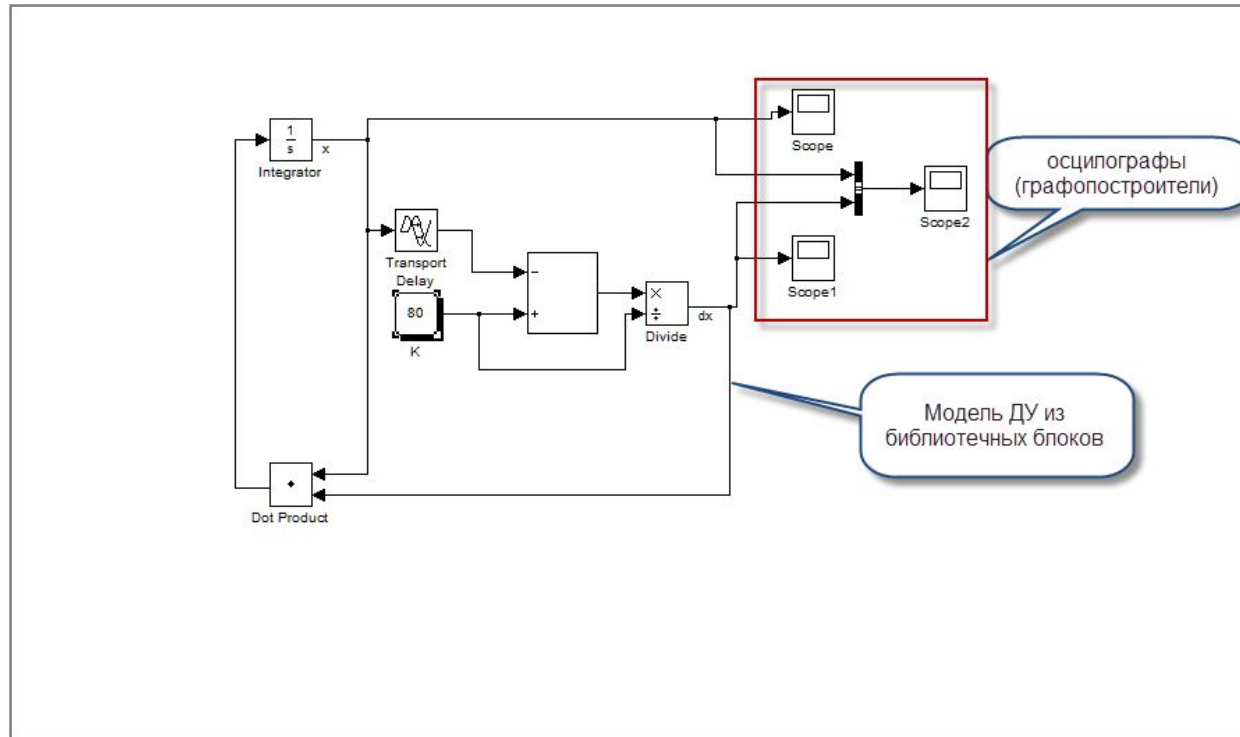 1
s
x
Integrator
Scope
осцилографы
(графопостроители)
Scope2
Transport
Delay
−
+
80
K
×
÷
Divide
dx
Scope1
Модель ДУ из
библиотечных блоков
Dot Product